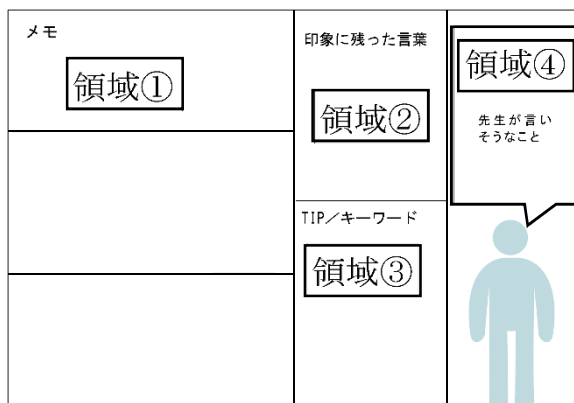 メモ
領域①
印象に残った言葉
領域②
TIP／キーワード
領域③
領域④
先生が言い
そうなこと